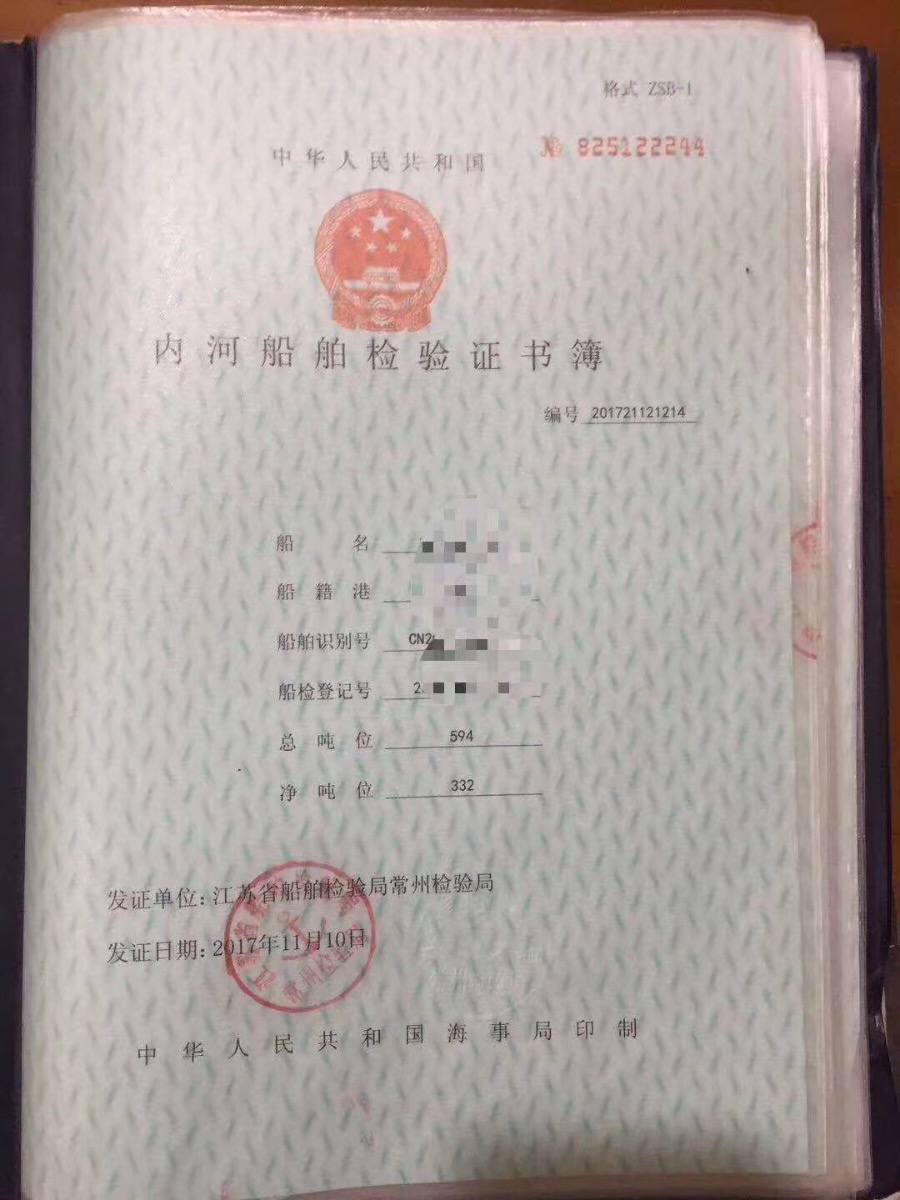 格式 ZSB-1
№ 825122244
中华人民共和国
内河船舶检验证书簿
编号 201721121214
船名
船籍港
船舶识别号 CN2
船检登记号 2
总吨位 594
净吨位 332
发证单位:江苏省船舶检验局常州检验局
发证日期:2017年11月10日
中华人民共和国海事局印制